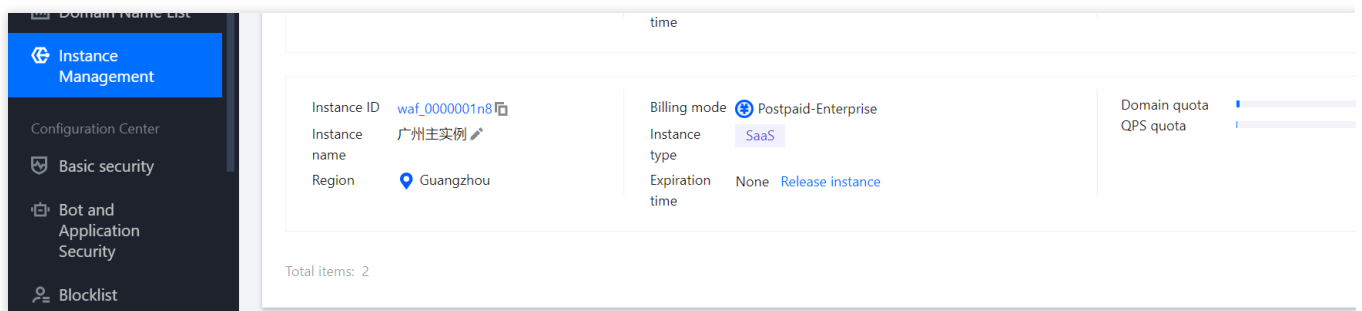 Domain Name List
time
Instance
Management
Instance ID waf_0000001n8
Billing mode Postpaid-Enterprise
Domain quota
Instance
name
广州主实例
Instance
type
SaaS
QPS quota
Configuration Center
Basic security
Region Guangzhou
Expiration
time
None Release instance
Bot and
Application
Security
Total items: 2
Blocklist